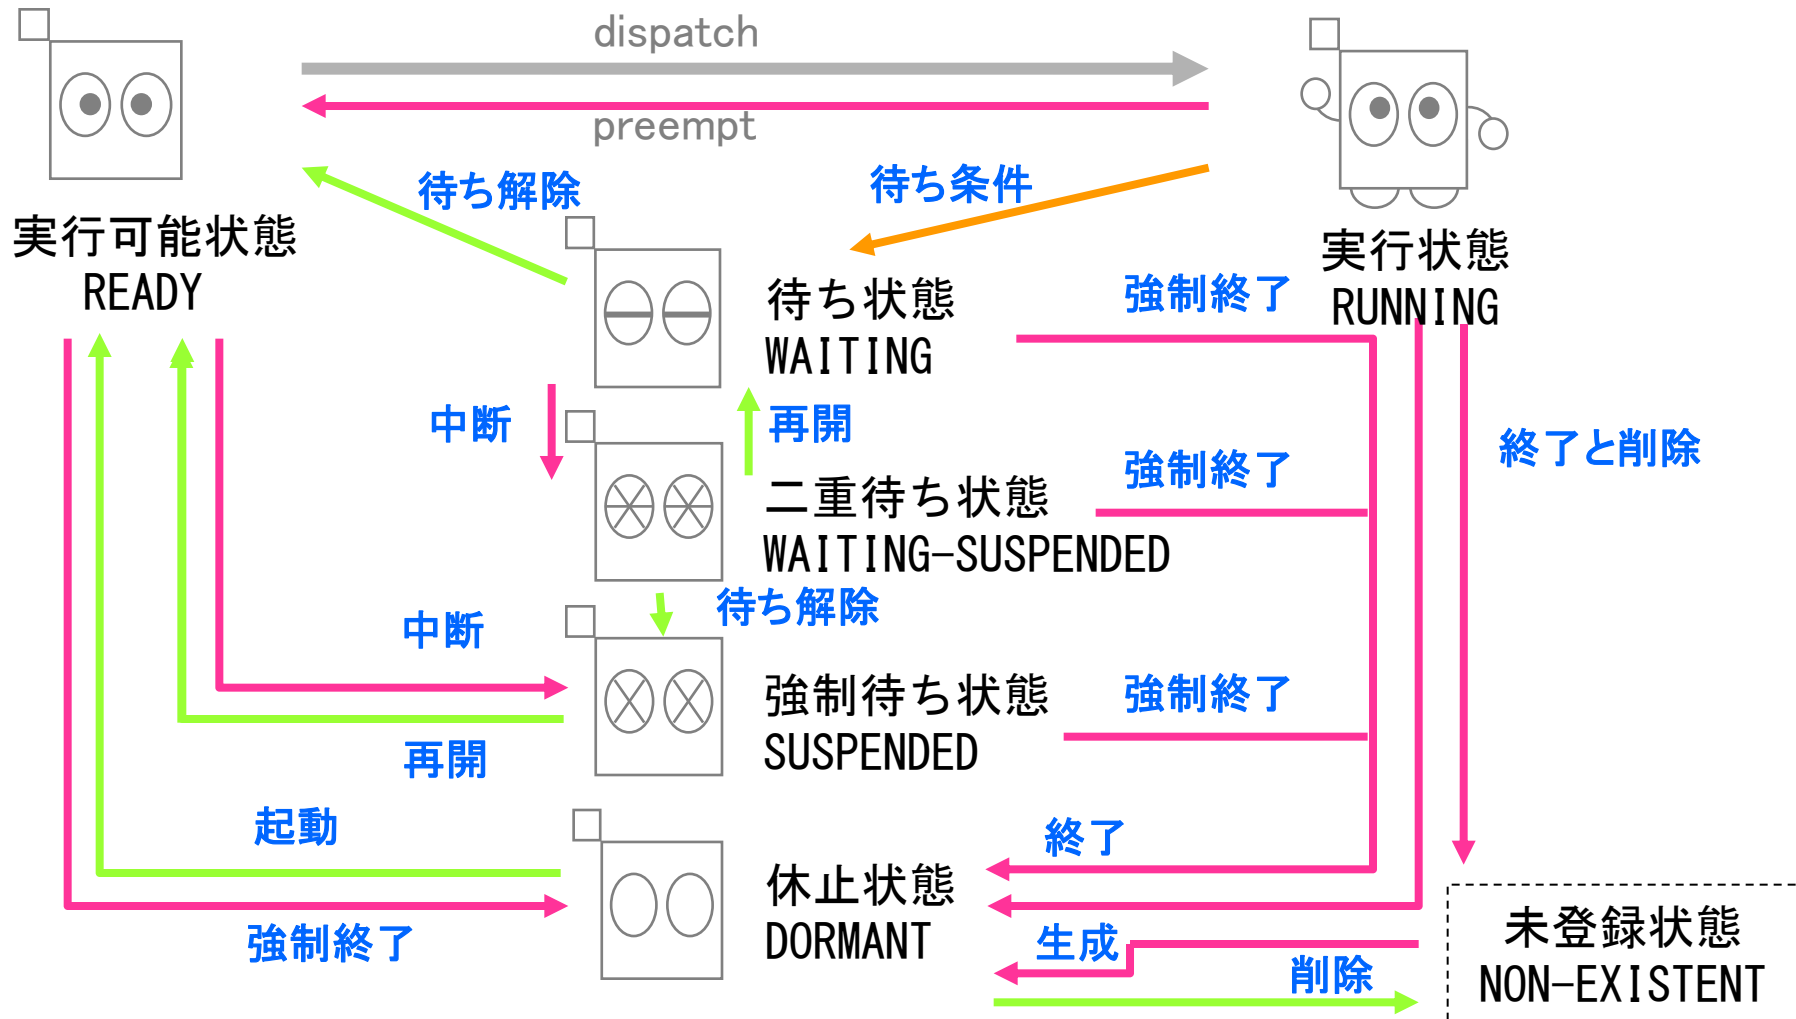 dispatch
preempt
待ち解除
待ち条件
実行可能状態
READY
実行状態
RUNNING
待ち状態
WAITING
強制終了
中断
再開
終了と削除
二重待ち状態
WAITING-SUSPENDED
強制終了
待ち解除
中断
強制待ち状態
SUSPENDED
強制終了
再開
起動
終了
休止状態
DORMANT
強制終了
生成
削除
未登録状態
NON-EXISTENT